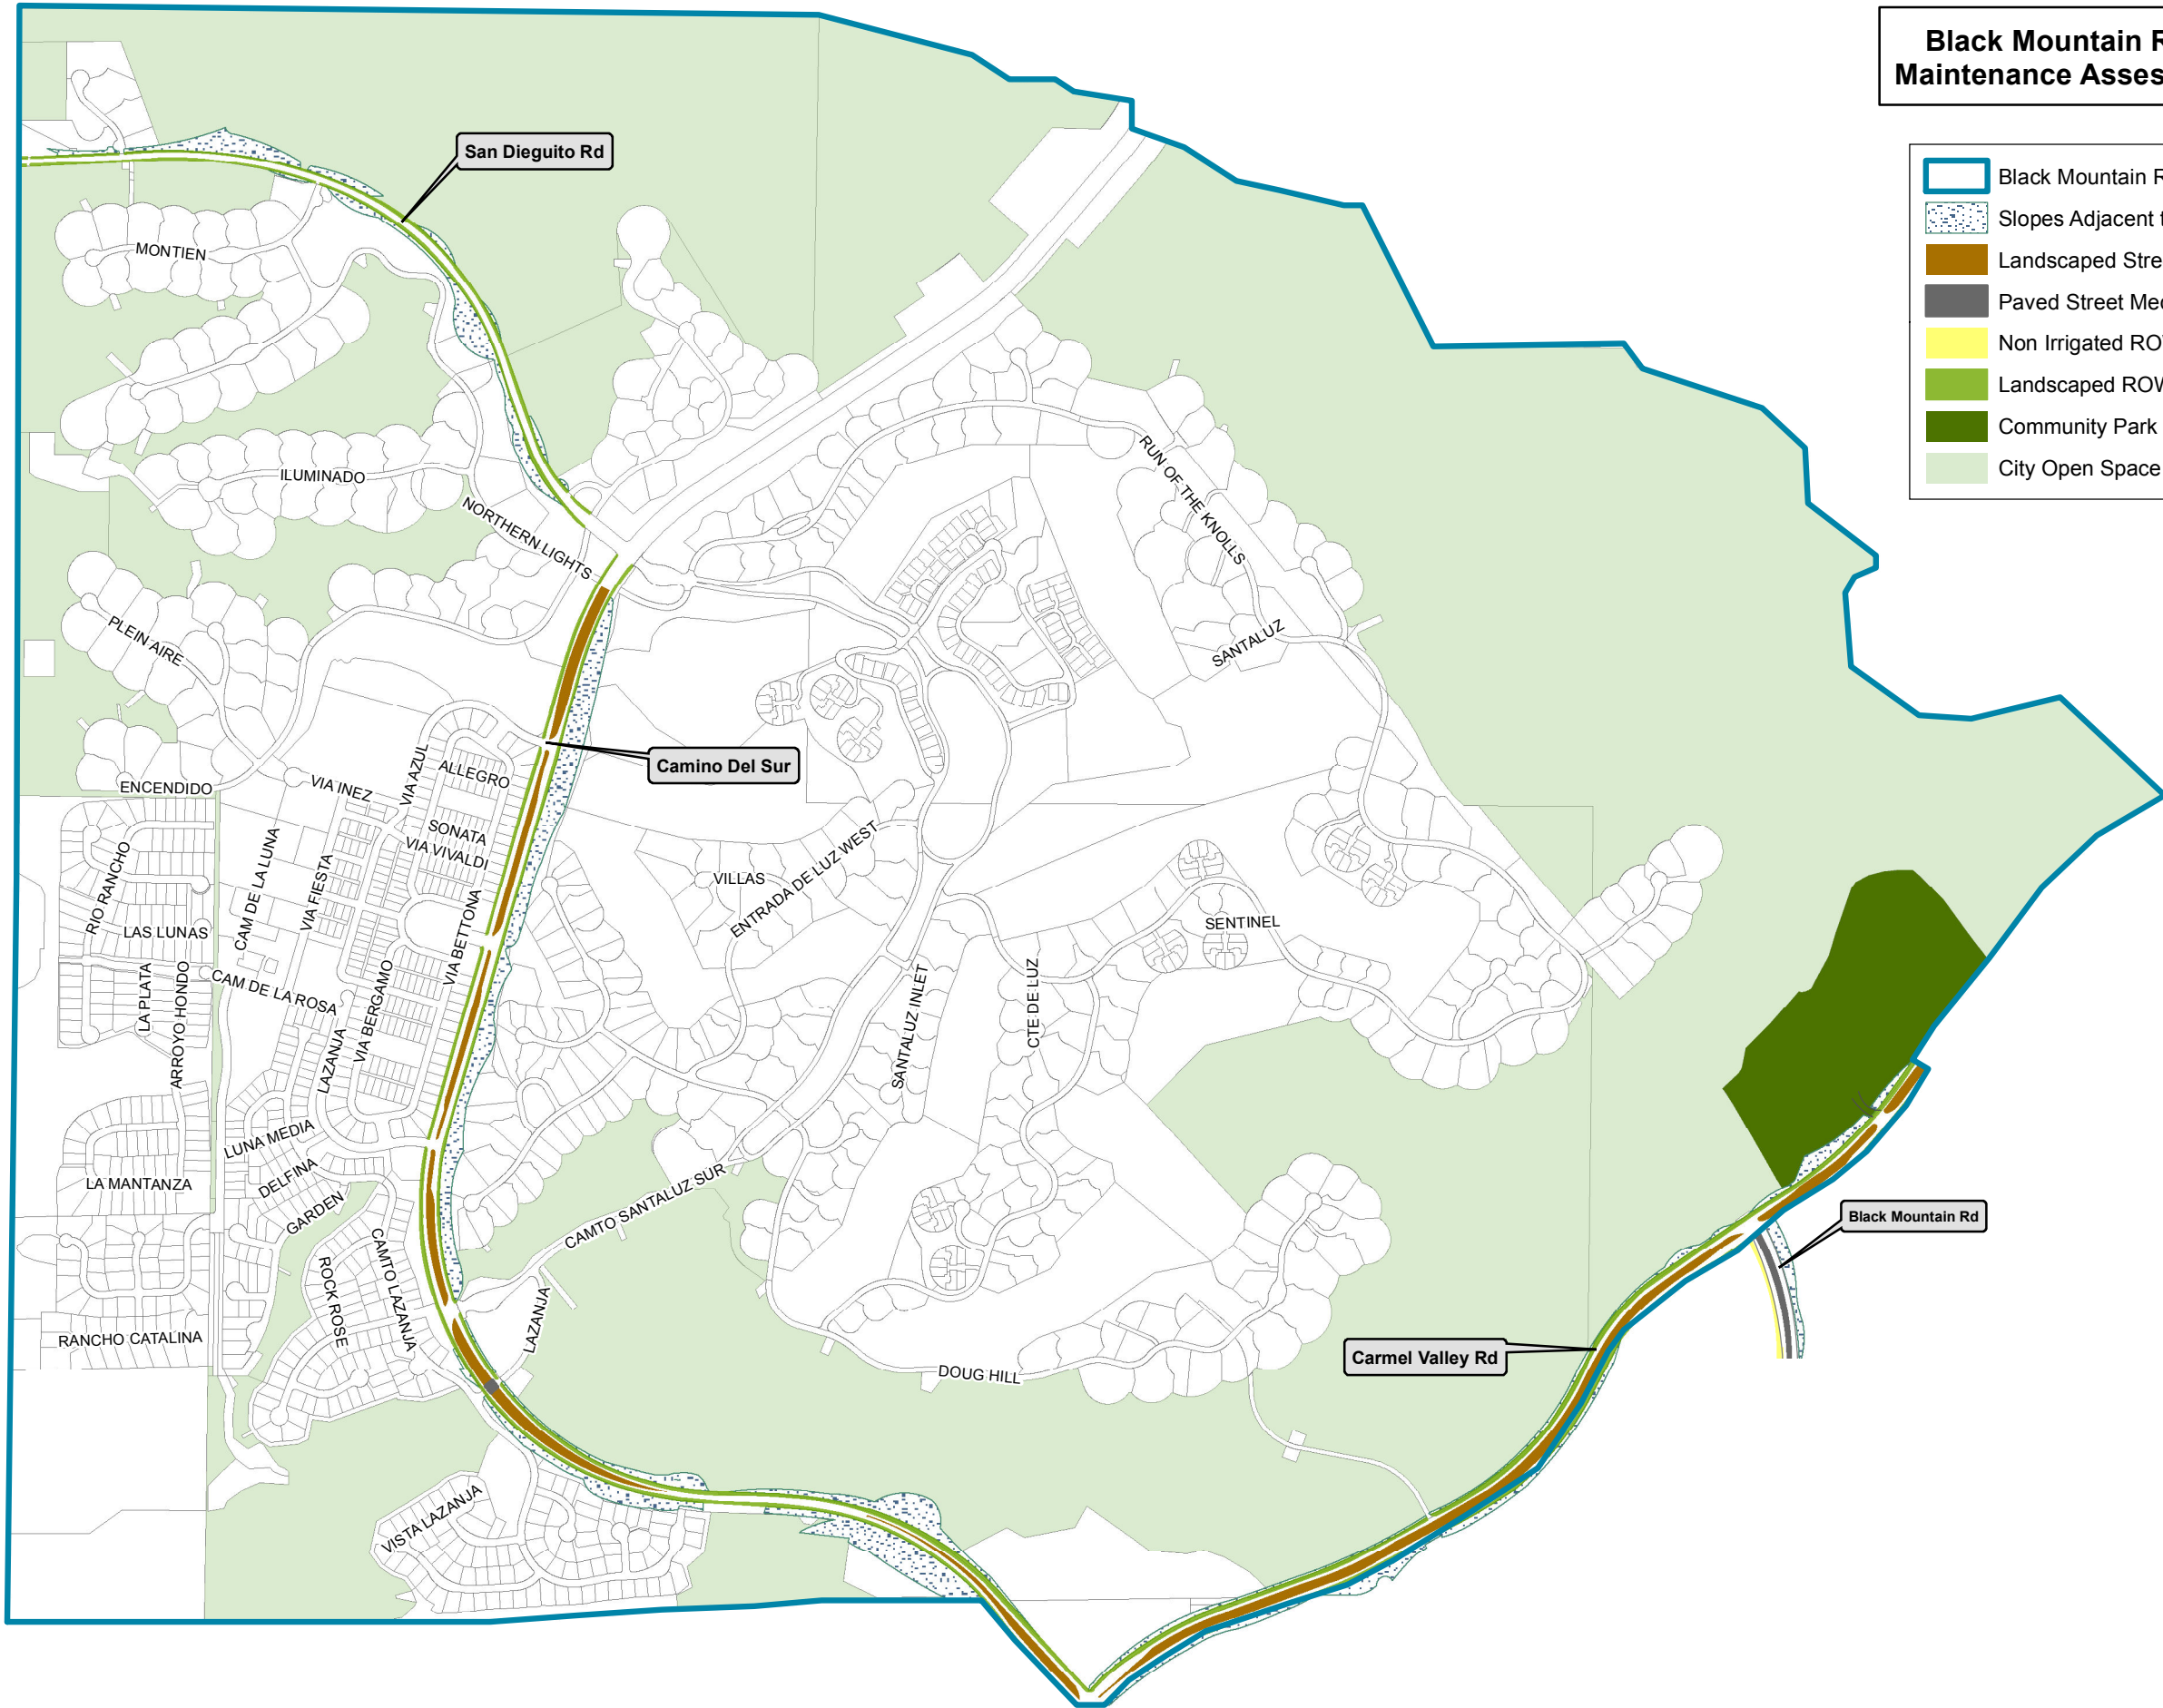 Black Mountain R
Maintenance Asses
Black Mountain R
Slopes Adjacent t
Landscaped Stre
Paved Street Med
Non Irrigated ROW
Landscaped ROW
Community Park
City Open Space
San Dieguito Rd
MONTIEN
ILUMINADO
NORTHERN LIGHTS
RUN OF THE KNOLLS
PLEIN AIRE
SANTALUZ
Camino Del Sur
ENCENDIDO
VIA INEZ
VIA AZUL
ALLEGRO
SONATA
VIA VIVALDI
RIO RANCHO
CAM DE LA LUNA
VIA FIESTA
VILLAS
ENTRADA DE LUZ WEST
LAS LUNAS
VIA BETTONA
SENTINEL
LA PLATA
ARROYO HONDO
CAM DE LA ROSA
VIA BERGAMO
LAZANJA
SANTALUZ INLET
CTE DE LUZ
LUNA MEDIA
DELFINA
LA MANTANZA
GARDEN
CAMTO SANTALUZ SUR
Black Mountain Rd
ROCK ROSE
CAMTO LAZANJA
LAZANJA
RANCHO CATALINA
DOUG HILL
Carmel Valley Rd
VISTA LAZANJA